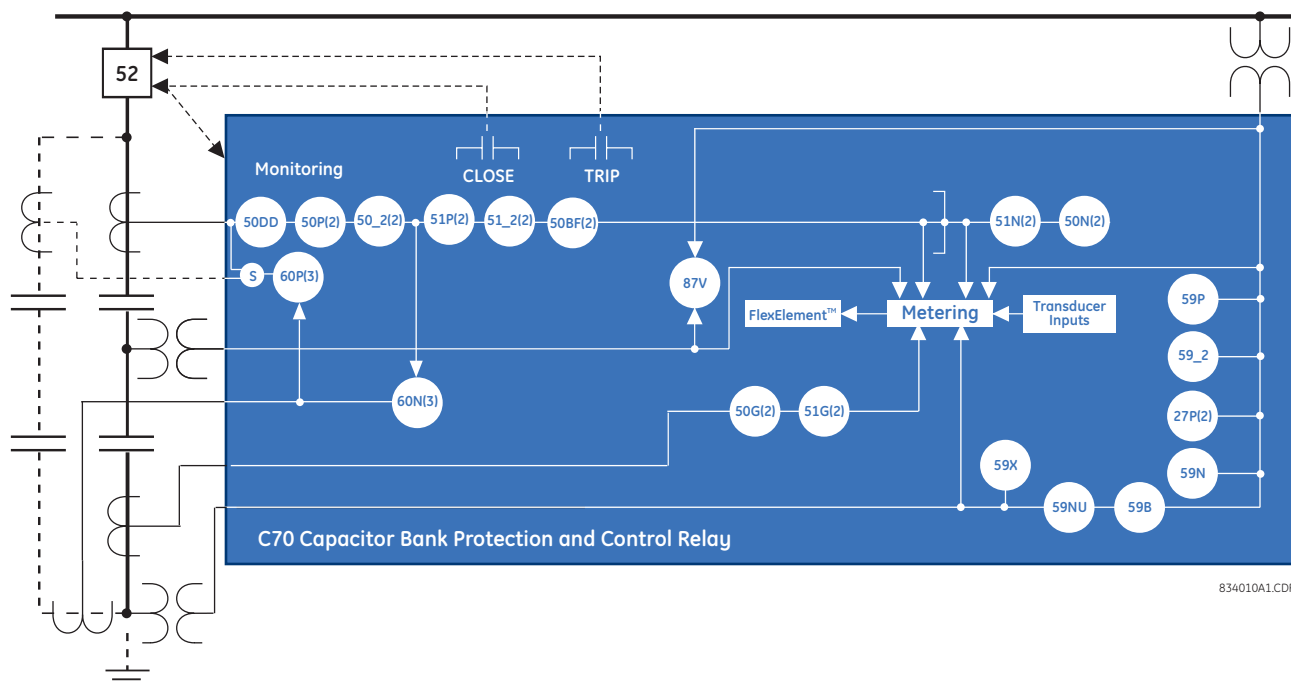 52
Monitoring
CLOSE
TRIP
50DD
50P(2)
50_2(2)
51P(2)
51_2(2)
50BF(2)
51N(2)
50N(2)
S
60P(3)
87V
FlexElement™
Metering
Transducer
Inputs
59P
59_2
27P(2)
60N(3)
50G(2)
51G(2)
59X
59N
59NU
59B
C70 Capacitor Bank Protection and Control Relay
834010A1.CD